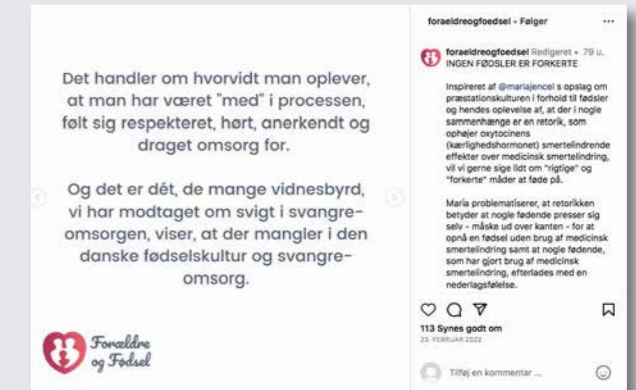 Det handler om hvorvidt man oplever,
at man har været "med" i processen,
følt sig respekteret, hørt, anerkendt og
draget omsorg for.
Og det er dét, de mange vidnesbyrd,
vi har modtaget om svigt i svangre-
omsorgen, viser, at der mangler i den
danske fødselskultur og svangre-
omsorg.
Forældre
og Fødsel
foraeldreogfoedsel • Følger
foraeldreogfoedsel Redigeret • 79 u.
INGEN FØDSLER ER FORKERTE
Inspireret af @mariajencel s opslag om
præstationskulturen i forhold til fødsler
og hendes oplevelse af, at der i nogle
sammenhænge er en retorik, som
ophøjer oxytocinens
(kærlighedshormonet) smertelindrende
effekter over medicinsk smertelindring,
vil vi gerne sige lidt om "rigtige" og
"forkerte" måder at føde på.
Maria problematiserer, at retorikken
betyder at nogle fødende presser sig
selv - måske ud over kanten - for at
opnå en fødsel uden brug af medicinsk
smertelindring samt at nogle fødende,
som har gjort brug af medicinsk
smertelindring, efterlades med en
nederlagsfølelse.
113 Synes godt om
23. FEBRUAR 2022
Tilføj en kommentar ...